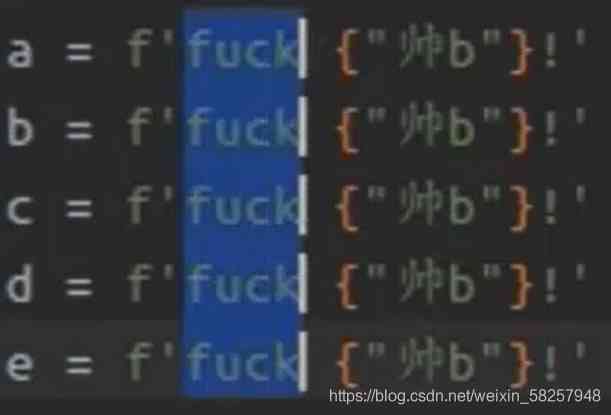 a = f'fuck {"帅b"}!'
b = f'fuck {"帅b"}!'
c = f'fuck {"帅b"}!'
d = f'fuck {"帅b"}!'
e = f'fuck {"帅b"}!'
https://blog.csdn.net/weixin_58257948